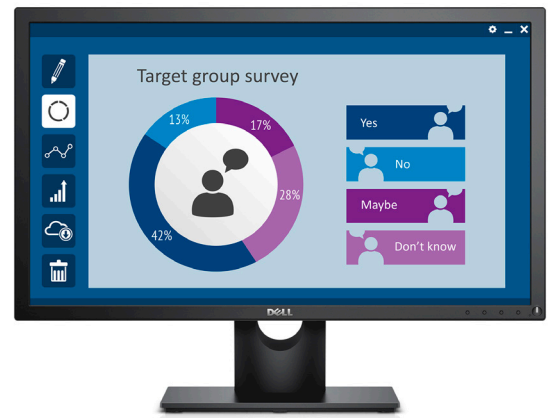 Target group survey
13%
17%
28%
42%
Yes
No
Maybe
Don't know
DELL